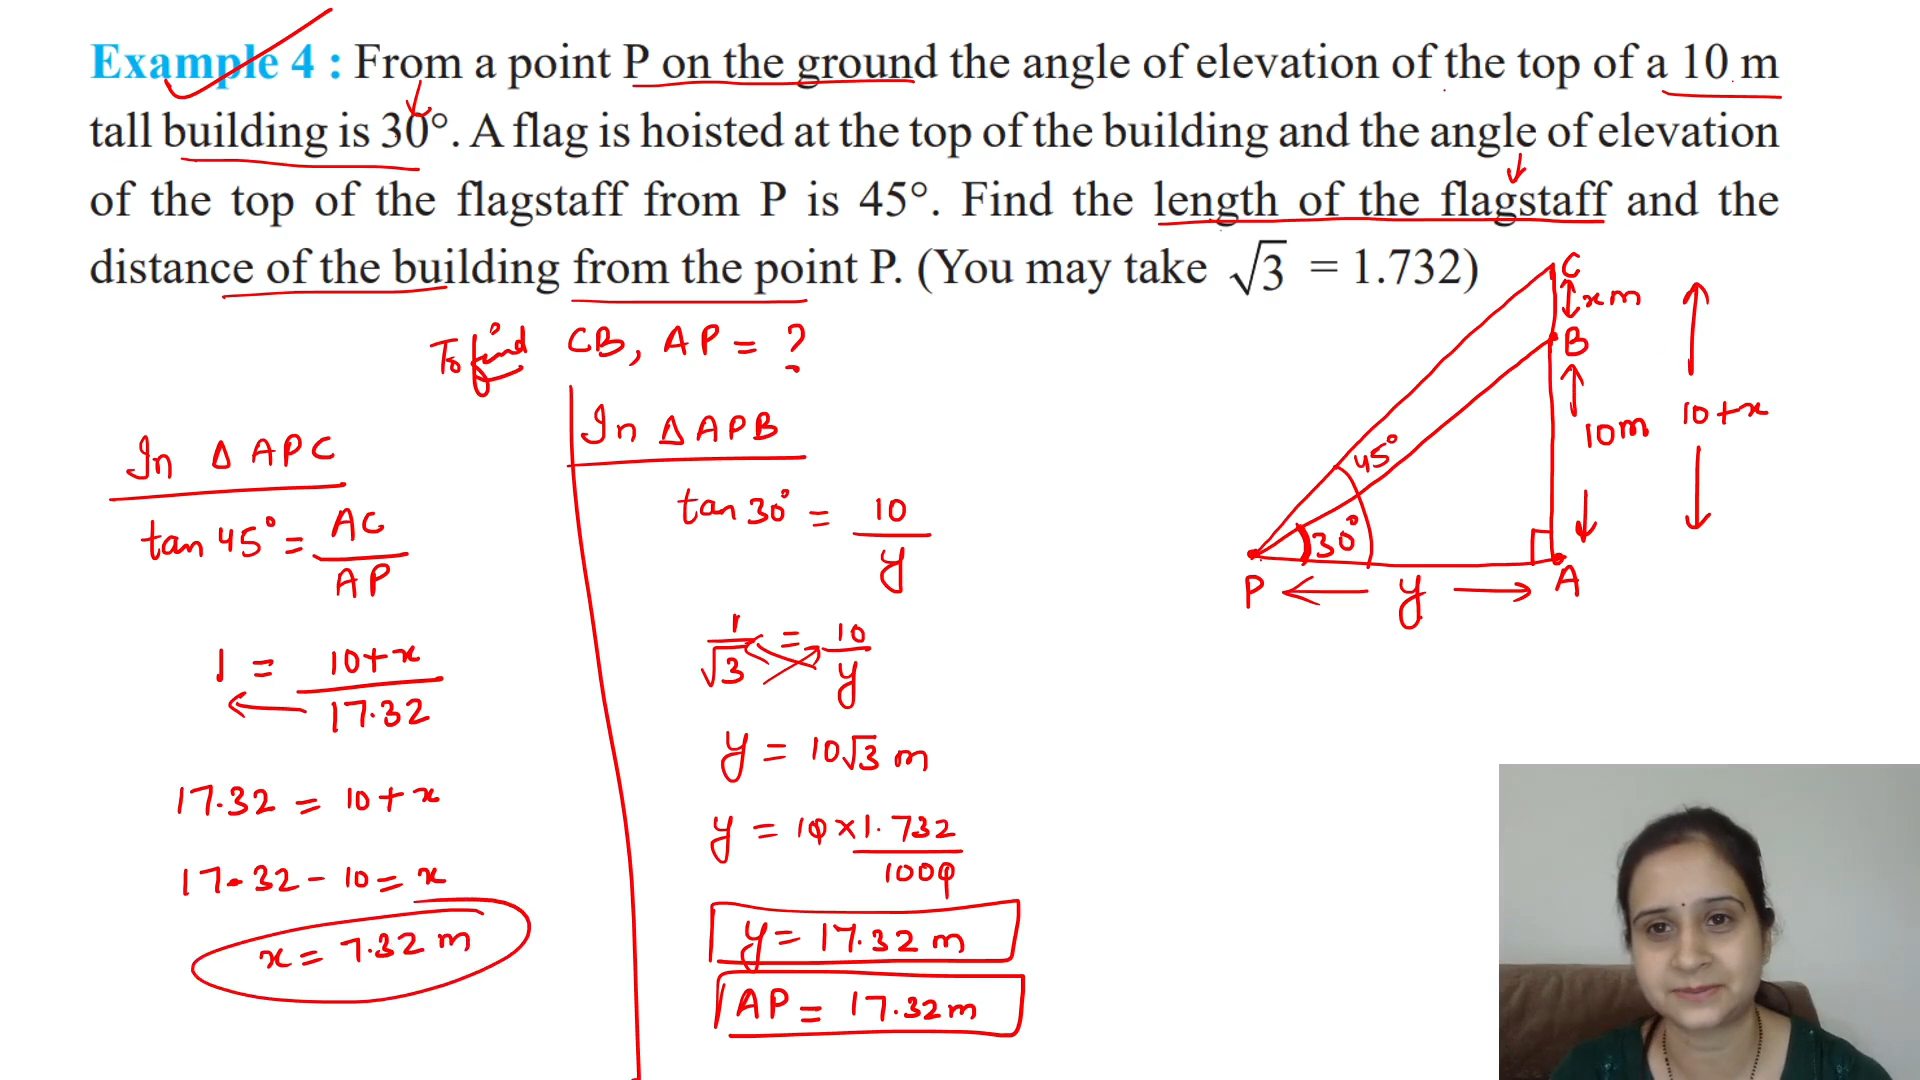 Example 4 : From a point P on the ground the angle of elevation of the top of a 10 m
tall building is 30°. A flag is hoisted at the top of the building and the angle of elevation
of the top of the flagstaff from P is 45°. Find the length of the flagstaff and the
distance of the building from the point P. (You may take √3 = 1.732)
To find CB, AP = ?
In Δ APC
tan 45° = AC / AP
1 = 10+x / 17.32
17.32 = 10+x
17.32 - 10 = x
x = 7.32 m
In Δ APB
tan 30° = 10 / y
1 / √3 = 10 / y
y = 10√3 m
y = 10 × 1.732 / 1000
y = 17.32 m
AP = 17.32 m
C
x m
B
10 m
10+x
45°
30°
P
y
A